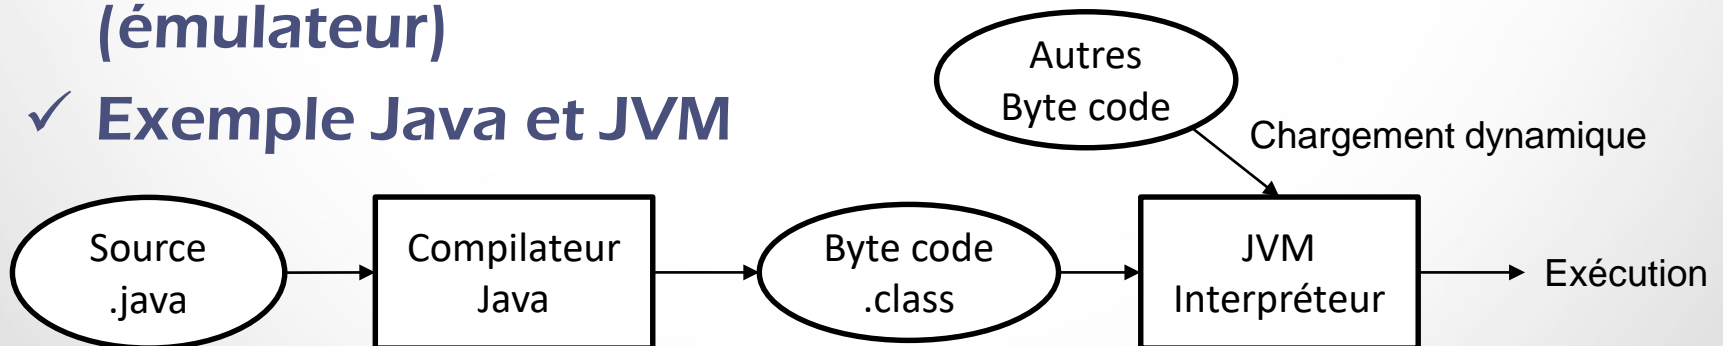 (émulateur)
✓ Exemple Java et JVM
Autres
Byte code
Chargement dynamique
Source
.java
Compilateur
Java
Byte code
.class
JVM
Interpréteur
Exécution